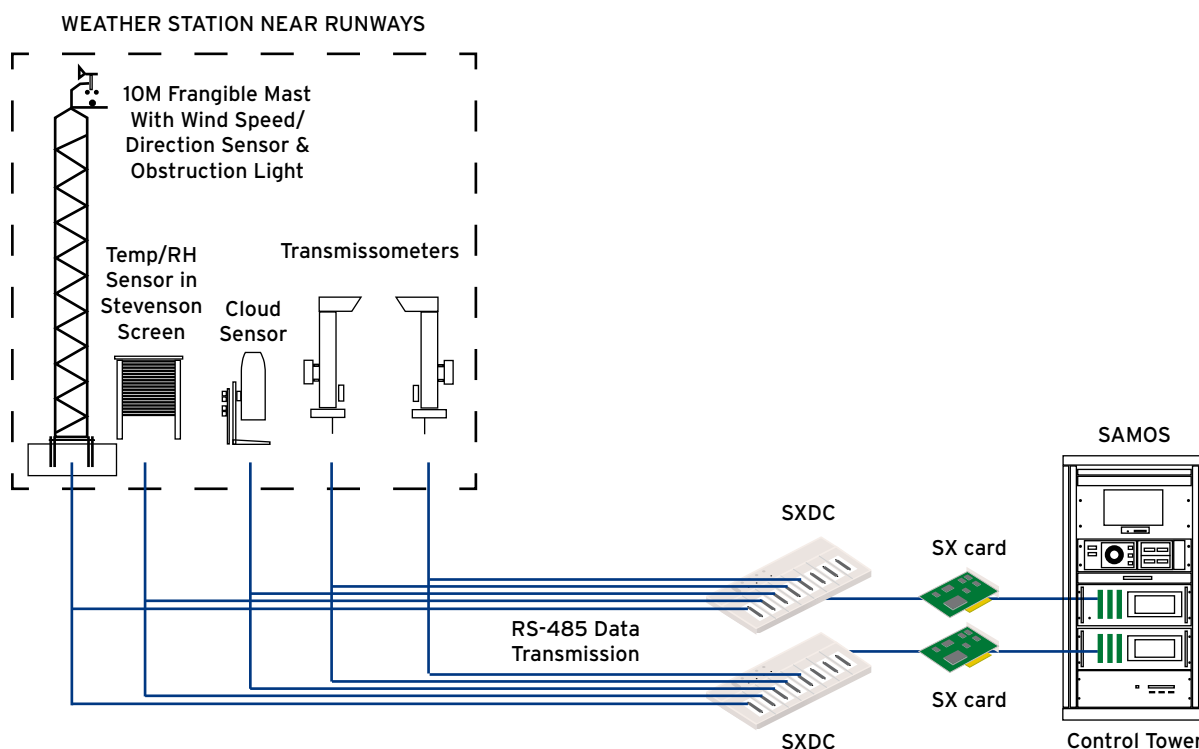 WEATHER STATION NEAR RUNWAYS
10M Frangible Mast
With Wind Speed/
Direction Sensor &
Obstruction Light
Temp/RH
Sensor in
Stevenson
Screen
Cloud
Sensor
Transmissometers
SAMOS
SXDC
SX card
RS-485 Data
Transmission
SX card
SXDC
Control Tower